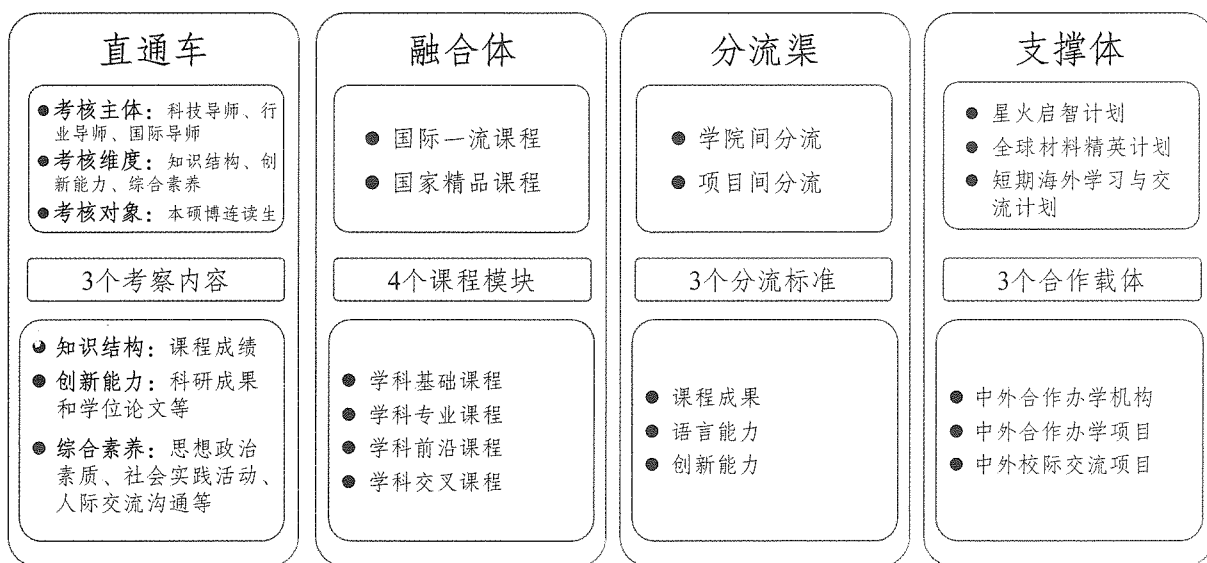 直通车
●考核主体：科技导师、行
业导师、国际导师
●考核维度：知识结构、创
新能力、综合素养
●考核对象：本硕博连读生
3个考察内容
● 知识结构：课程成绩
● 创新能力：科研成果
和学位论文等
● 综合素养：思想政治
素质、社会实践活动、
人际交流沟通等
融合体
● 国际一流课程
● 国家精品课程
4个课程模块
● 学科基础课程
● 学科专业课程
● 学科前沿课程
● 学科交叉课程
分流渠
● 学院间分流
● 项目间分流
3个分流标准
● 课程成果
● 语言能力
● 创新能力
支撑体
● 星火启智计划
● 全球材料精英计划
● 短期海外学习与交
流计划
3个合作载体
● 中外合作办学机构
● 中外合作办学项目
● 中外校际交流项目